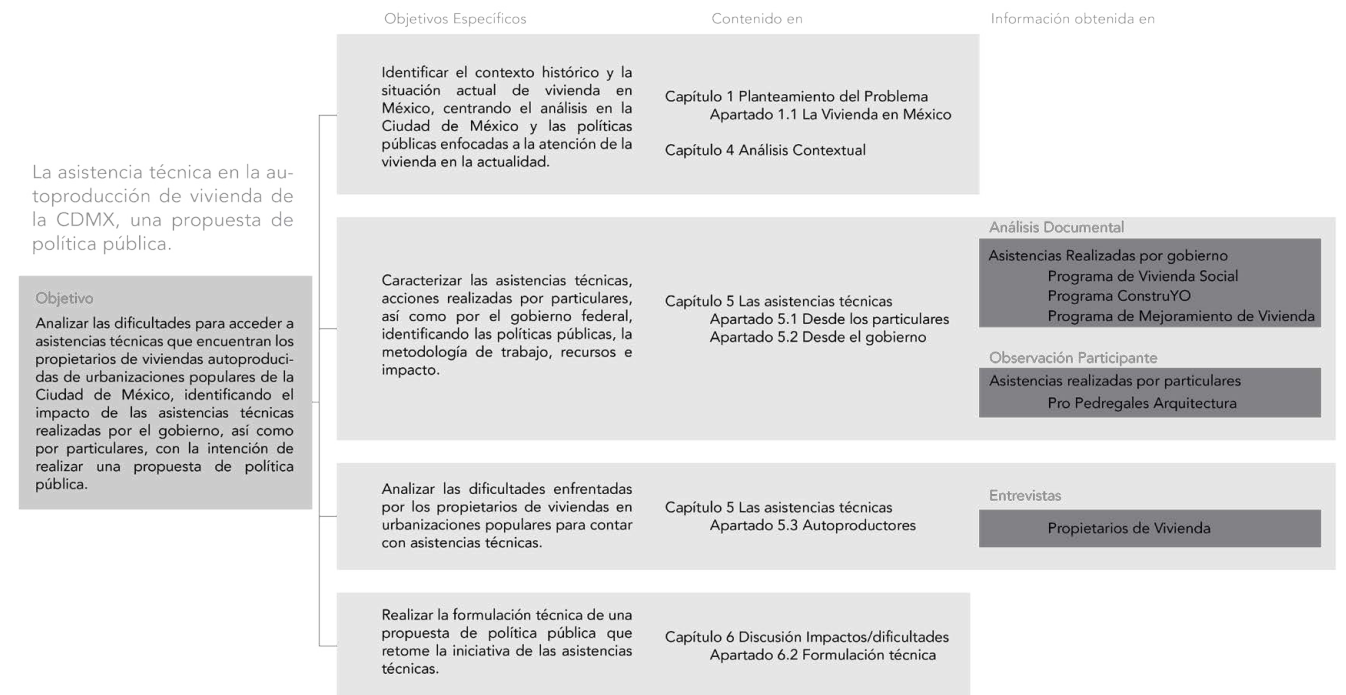 Objetivos Específicos
Contenido en
Información obtenida en
La asistencia técnica en la au-
toproducción de vivienda de
la CDMX, una propuesta de
política pública.
Objetivo
Analizar las dificultades para acceder a
asistencias técnicas que encuentran los
propietarios de viviendas autoproduci-
das de urbanizaciones populares de la
Ciudad de México, identificando el
impacto de las asistencias técnicas
realizadas por el gobierno, así como
por particulares, con la intención de
realizar una propuesta de política
pública.
Identificar el contexto histórico y la
situación actual de vivienda en
México, centrando el análisis en la
Ciudad de México y las políticas
públicas enfocadas a la atención de la
vivienda en la actualidad.
Capítulo 1 Planteamiento del Problema
Apartado 1.1 La Vivienda en México
Capítulo 4 Análisis Contextual
Caracterizar las asistencias técnicas,
acciones realizadas por particulares,
así como por el gobierno federal,
identificando las políticas públicas, la
metodología de trabajo, recursos e
impacto.
Capítulo 5 Las asistencias técnicas
Apartado 5.1 Desde los particulares
Apartado 5.2 Desde el gobierno
Análisis Documental
Asistencias Realizadas por gobierno
Programa de Vivienda Social
Programa ConstruYO
Programa de Mejoramiento de Vivienda
Observación Participante
Asistencias realizadas por particulares
Pro Pedregales Arquitectura
Analizar las dificultades enfrentadas
por los propietarios de viviendas en
urbanizaciones populares para contar
con asistencias técnicas.
Capítulo 5 Las asistencias técnicas
Apartado 5.3 Autoproductores
Entrevistas
Propietarios de Vivienda
Realizar la formulación técnica de una
propuesta de política pública que
retome la iniciativa de las asistencias
técnicas.
Capítulo 6 Discusión Impactos/dificultades
Apartado 6.2 Formulación técnica